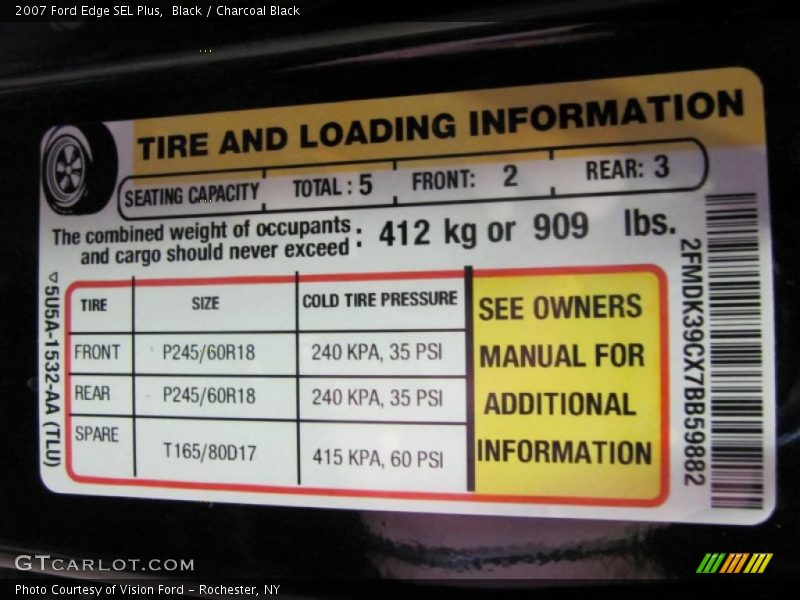 2007 Ford Edge SEL Plus,  Black / Charcoal Black
TIRE AND LOADING INFORMATION
SEATING CAPACITY TOTAL : 5 FRONT: 2 REAR: 3
The combined weight of occupants
and cargo should never exceed : 412 kg or 909 lbs.
TIRE SIZE COLD TIRE PRESSURE
FRONT P245/60R18 240 KPA, 35 PSI
REAR P245/60R18 240 KPA, 35 PSI
SPARE T165/80D17 415 KPA, 60 PSI
SEE OWNERS
MANUAL FOR
ADDITIONAL
INFORMATION
5U5A-1532-AA (TLU)
2FMDK39CX7BB59882
GTCARLOT.COM
Photo Courtesy of Vision Ford – Rochester, NY